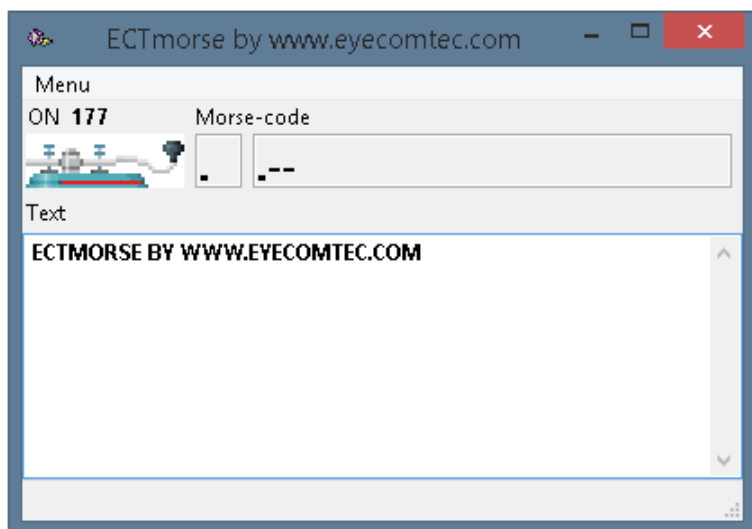 ECTmorse by www.eyecomtec.com
Menu
ON 177 Morse-code
. .--
Text
ECTMORSE BY WWW.EYECOMTEC.COM